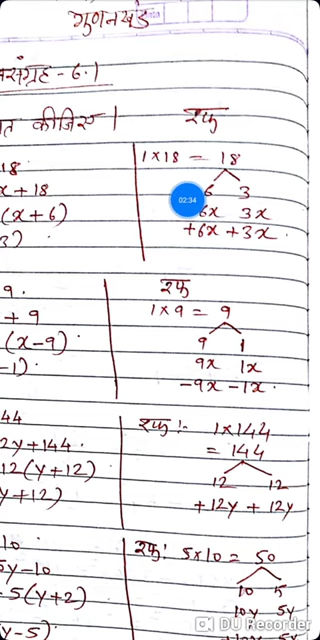 गुणनखंड
संग्रह - 6.1
कीजिए।
रफ
18
x + 18
(x + 6)
3)
1 x 18 = 18
6 3
6x 3x
+ 6x + 3x .
02:34
9 .
+ 9
(x - 9)
- 1)
रफ
1 x 9 = 9
9 1
9x 1x
- 9x - 1x .
44
2y + 144
12 (y + 12)
y + 12)
रफ :- 1 x 144
= 144
12 12
+ 12y + 12y
10
5y - 10
5 (y + 2)
(y - 5)
रफ : 5 x 10 = 50
10 5
10y 5y
DU Recorder